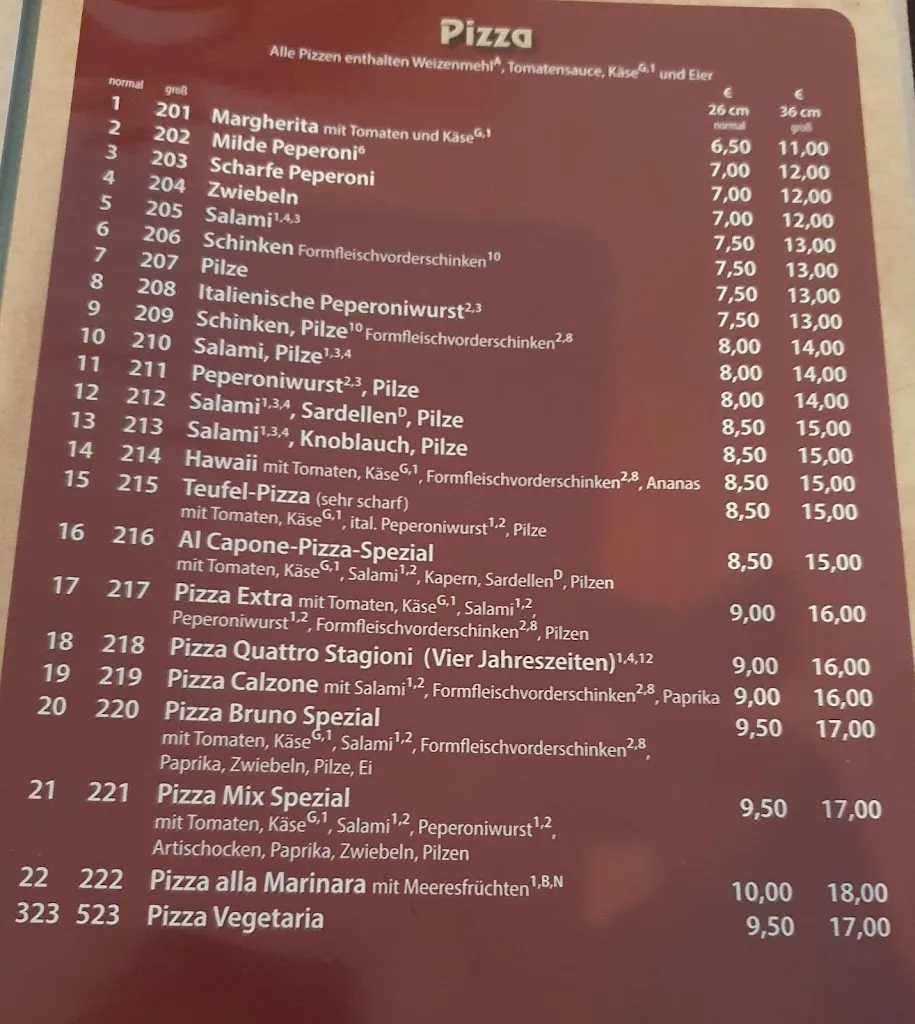 Pizza
Alle Pizzen enthalten Weizenmehl^A, Tomatensauce, Käse^G,1 und Eier
normal groß € €
26 cm 36 cm
normal groß
1 201 Margherita mit Tomaten und Käse^G,1 6,50 11,00
2 202 Milde Peperoni^6 7,00 12,00
3 203 Scharfe Peperoni 7,00 12,00
4 204 Zwiebeln 7,00 12,00
5 205 Salami^1,4,3 7,50 13,00
6 206 Schinken Formfleischvorderschinken^10 7,50 13,00
7 207 Pilze 7,50 13,00
8 208 Italienische Peperoniwurst^2,3 7,50 13,00
9 209 Schinken, Pilze^10 Formfleischvorderschinken^2,8 8,00 14,00
10 210 Salami, Pilze^1,3,4 8,00 14,00
11 211 Peperoniwurst^2,3, Pilze 8,00 14,00
12 212 Salami^1,3,4, Sardellen^D, Pilze 8,50 15,00
13 213 Salami^1,3,4, Knoblauch, Pilze 8,50 15,00
14 214 Hawaii mit Tomaten, Käse^G,1, Formfleischvorderschinken^2,8, Ananas 8,50 15,00
15 215 Teufel-Pizza (sehr scharf) 8,50 15,00
mit Tomaten, Käse^G,1, ital. Peperoniwurst^1,2, Pilze
16 216 Al Capone-Pizza-Spezial 8,50 15,00
mit Tomaten, Käse^G,1, Salami^1,2, Kapern, Sardellen^D, Pilzen
17 217 Pizza Extra mit Tomaten, Käse^G,1, Salami^1,2, 9,00 16,00
Peperoniwurst^1,2, Formfleischvorderschinken^2,8, Pilzen
18 218 Pizza Quattro Stagioni (Vier Jahreszeiten)^1,4,12 9,00 16,00
19 219 Pizza Calzone mit Salami^1,2, Formfleischvorderschinken^2,8, Paprika 9,00 16,00
20 220 Pizza Bruno Spezial 9,50 17,00
mit Tomaten, Käse^G,1, Salami^1,2, Formfleischvorderschinken^2,8,
Paprika, Zwiebeln, Pilze, Ei
21 221 Pizza Mix Spezial 9,50 17,00
mit Tomaten, Käse^G,1, Salami^1,2, Peperoniwurst^1,2,
Artischocken, Paprika, Zwiebeln, Pilzen
22 222 Pizza alla Marinara mit Meeresfrüchten^1,B,N 10,00 18,00
323 523 Pizza Vegetaria 9,50 17,00